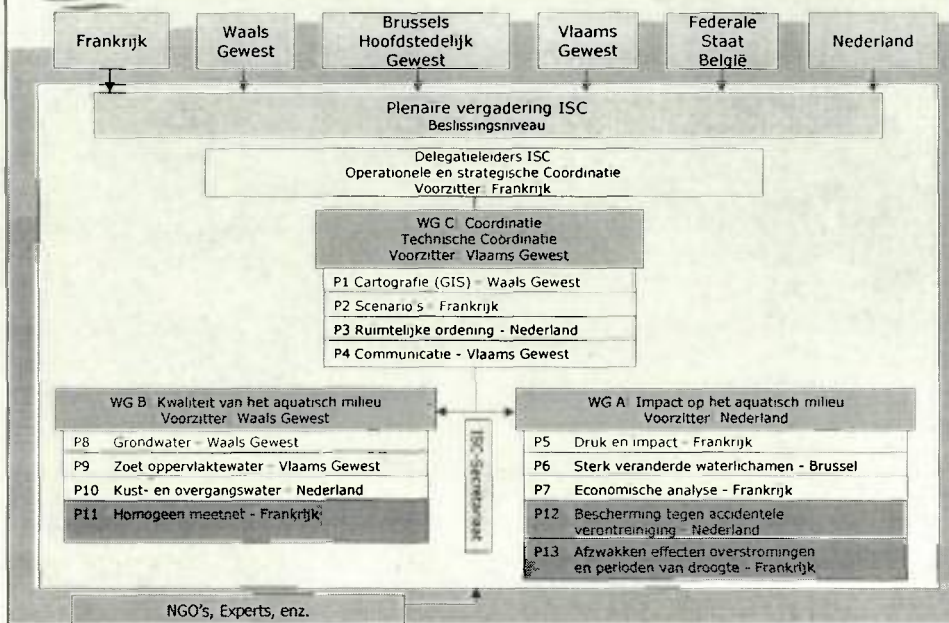 Frankrijk
Waals
Gewest
Brussels
Hoofdstedelijk
Gewest
Vlaams
Gewest
Federale
Staat
België
Nederland
Plenaire vergadering ISC
Beslissingsniveau
Delegatieleiders ISC
Operationele en strategische Coordinatie
Voorzitter Frankrijk
WG C Coordinatie
Technische Coördinatie
Voorzitter Vlaams Gewest
P1 Cartografie (GIS) - Waals Gewest
P2 Scenario's - Frankrijk
P3 Ruimtelijke ordening - Nederland
P4 Communicatie - Vlaams Gewest
WG B Kwaliteit van het aquatisch milieu
Voorzitter Waals Gewest
P8 Grondwater - Waals Gewest
P9 Zoet oppervlaktewater - Vlaams Gewest
P10 Kust- en overgangswater - Nederland
P11 Homogeen meetnet - Frankrijk
ISC-Secretariaat
WG A Impact op het aquatisch milieu
Voorzitter Nederland
P5 Druk en impact - Frankrijk
P6 Sterk veranderde waterlichamen - Brussel
P7 Economische analyse - Frankrijk
P12 Bescherming tegen accidentele
verontreiniging - Nederland
P13 Afzwakken effecten overstromingen
en perioden van droogte - Frankrijk
NGO's, Experts, enz.